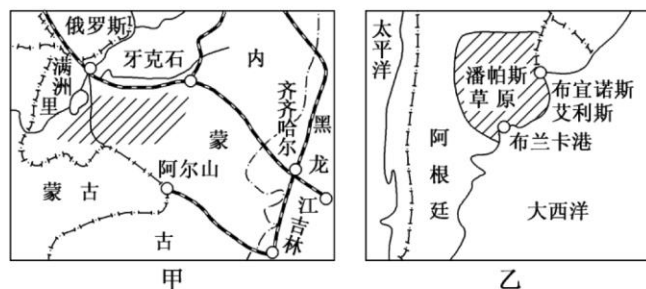 俄罗斯
牙克石
内
满洲里
齐齐哈尔
黑龙江
蒙古
阿尔山
蒙古
吉林
甲
太平洋
潘帕斯
草原
布宜诺斯
艾利斯
布兰卡港
阿根廷
大西洋
乙